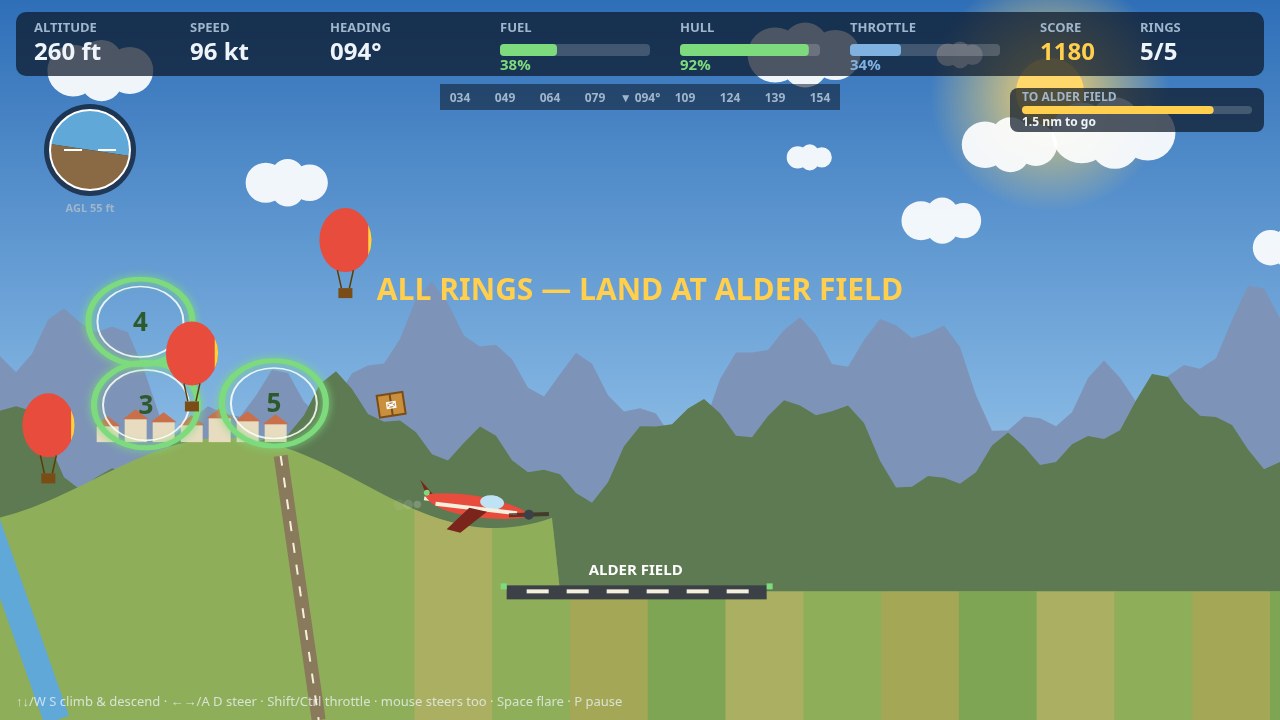 ALTITUDE SPEED HEADING FUEL HULL THROTTLE SCORE RINGS
260 ft 96 kt 094° 38% 92% 34% 1180 5/5
034 049 064 079 ▼ 094° 109 124 139 154
TO ALDER FIELD
1.5 nm to go
AGL 55 ft
ALL RINGS — LAND AT ALDER FIELD
4
3
5
ALDER FIELD
↑↓/W S climb & descend · ←→/A D steer · Shift/Ctrl throttle · mouse steers too · Space flare · P pause